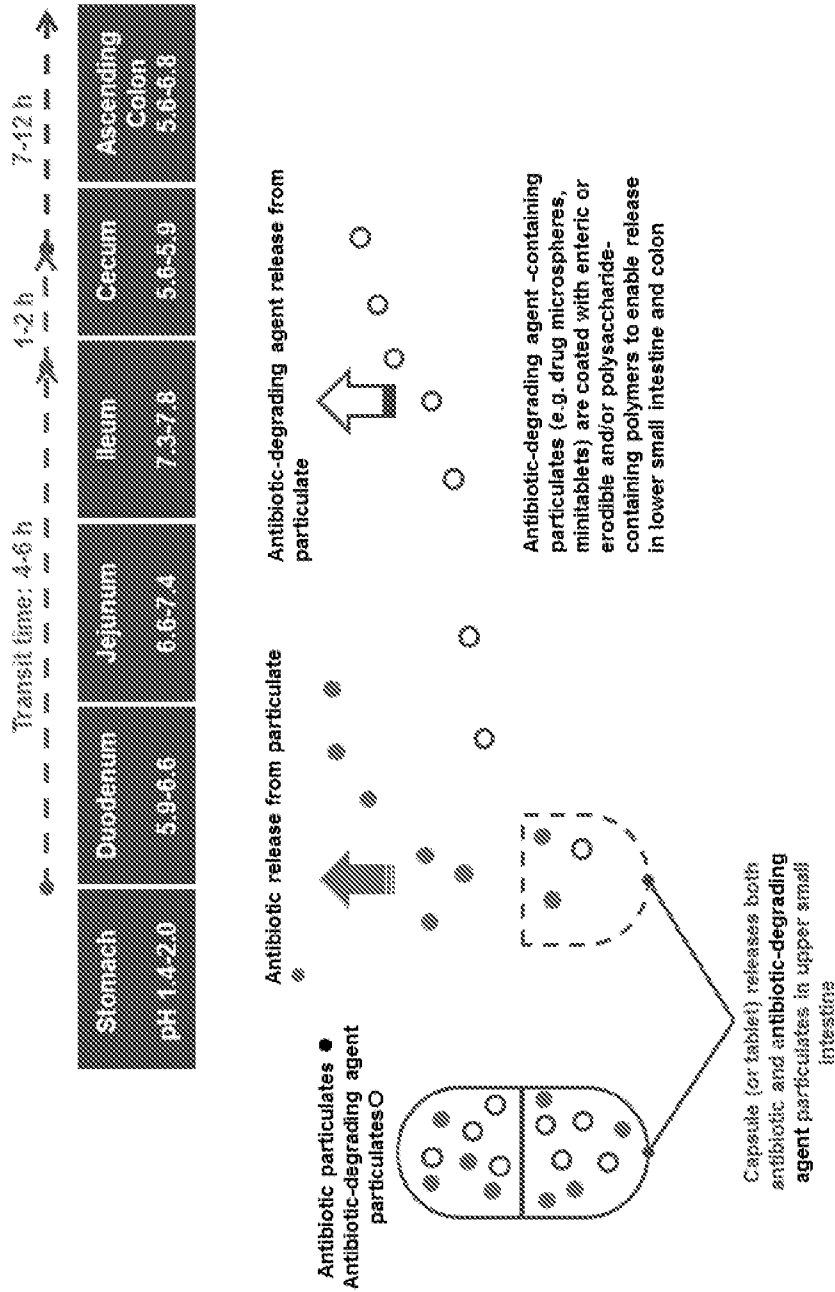 Transit time: 4-6 h
1-2 h
7-12 h
Stomach
pH 1.4-2.0
Duodenum
5.9-6.6
Jejunum
6.6-7.4
Ileum
7.3-7.8
Cecum
5.6-5.9
Ascending
Colon
5.6-6.8
Antibiotic particulates
Antibiotic-degrading agent
particulates
Antibiotic release from particulate
Antibiotic-degrading agent release from
particulate
Capsule (or tablet) releases both
antibiotic and antibiotic-degrading
agent particulates in upper small
intestine
Antibiotic-degrading agent -containing
particulates (e.g. drug microspheres,
minitablets) are coated with enteric or
erodible and/or polysaccharide-
containing polymers to enable release
in lower small intestine and colon